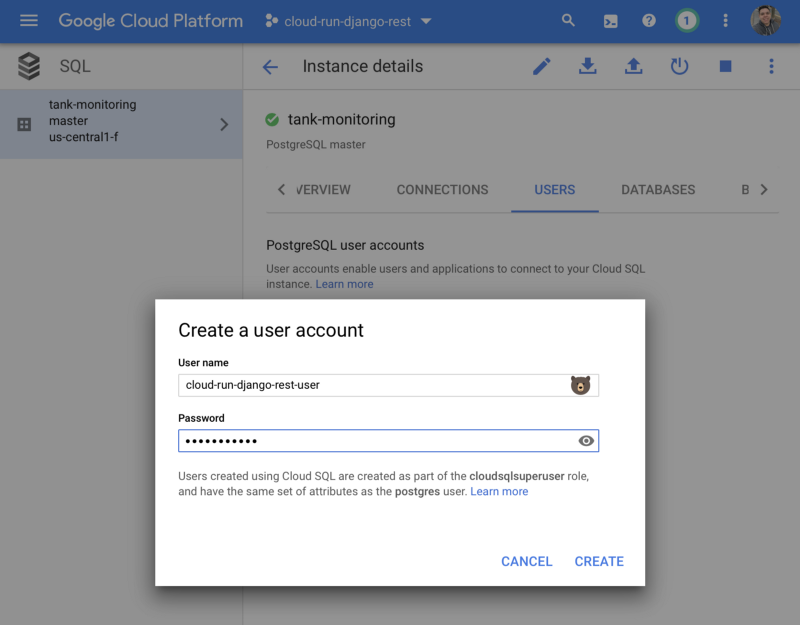 Google Cloud Platform
cloud-run-django-rest
1
SQL
Instance details
tank-monitoring
master
us-central1-f
tank-monitoring
PostgreSQL master
VERVIEW
CONNECTIONS
USERS
DATABASES
B
PostgreSQL user accounts
User accounts enable users and applications to connect to your Cloud SQL
instance. Learn more
Create a user account
User name
cloud-run-django-rest-user
Password
•••••••••••
Users created using Cloud SQL are created as part of the cloudsqlsuperuser role,
and have the same set of attributes as the postgres user. Learn more
CANCEL
CREATE